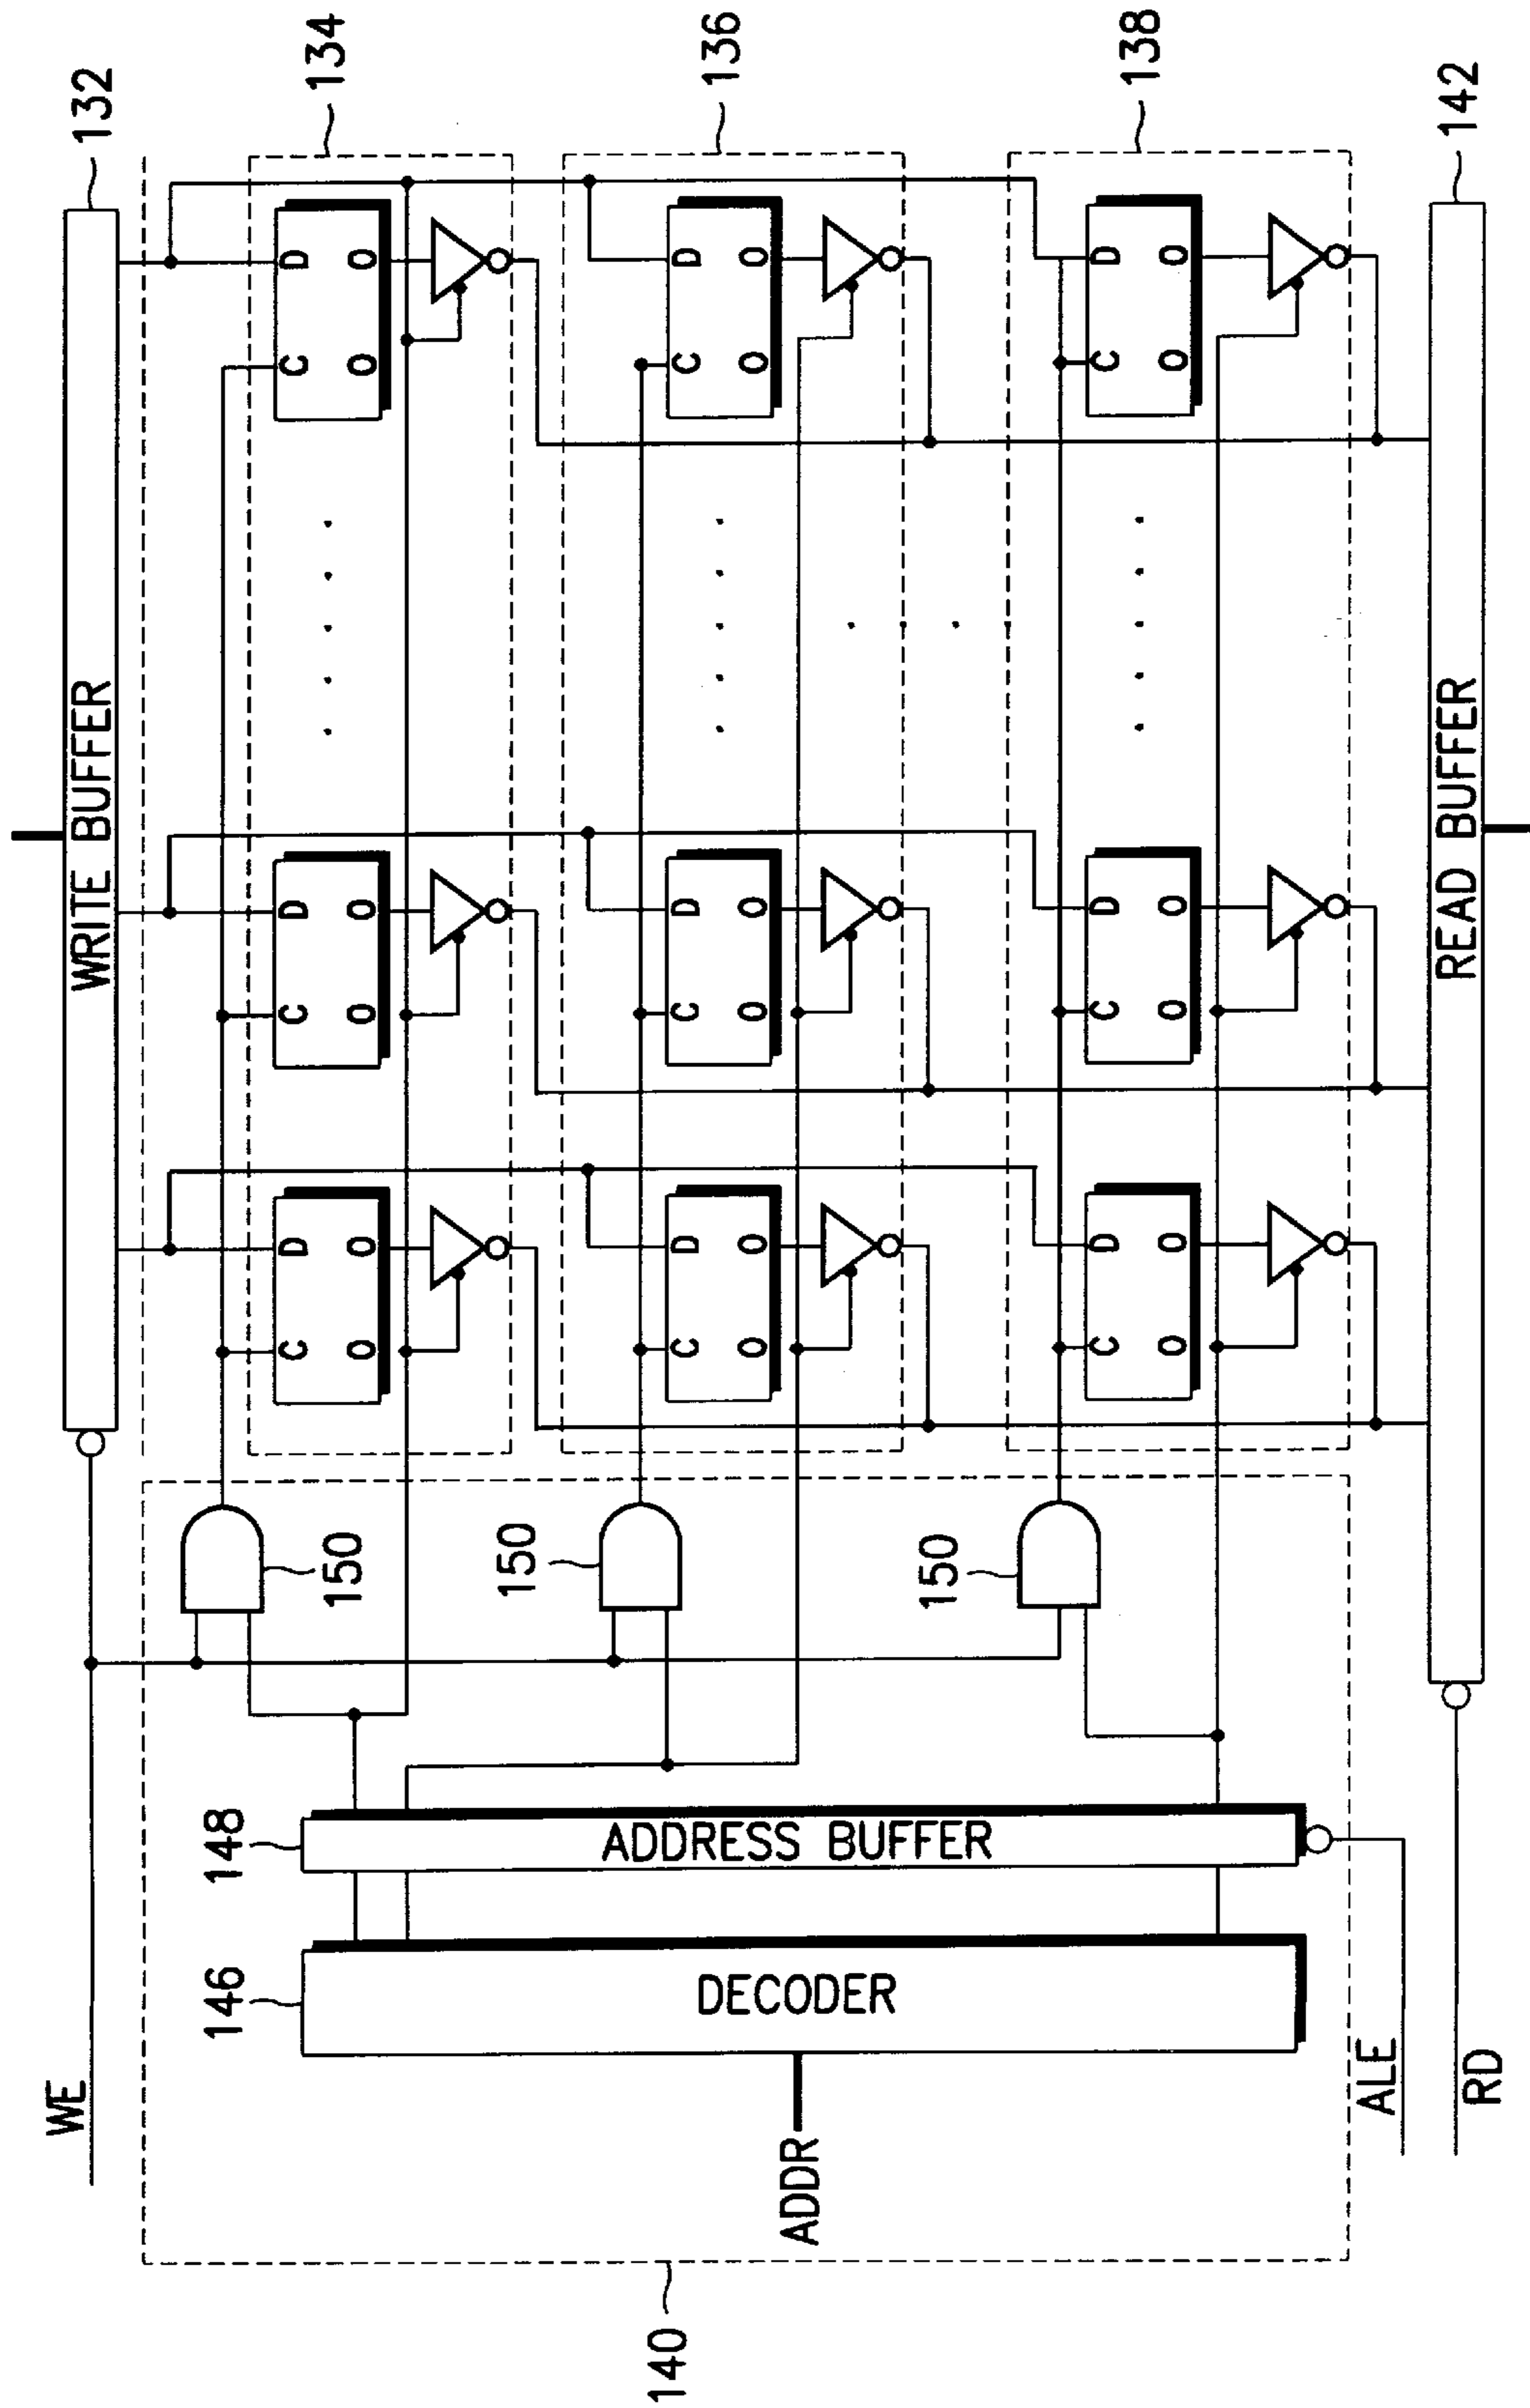 WE
WRITE BUFFER
132
146
148
C D C D C D
134
150
O O O O O O
150
140
C D C D C D
136
O O O O O O
ADDR
DECODER
ADDRESS BUFFER
150
C D C D C D
138
O O O O O O
ALE
READ BUFFER
142
RD